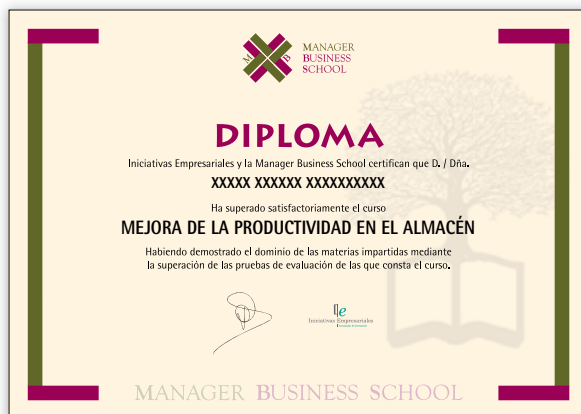 M B
MANAGER
BUSINESS
SCHOOL
DIPLOMA
Iniciativas Empresariales y la Manager Business School certifican que D. / Dña.
XXXXX XXXXXX XXXXXXXXXX
Ha superado satisfactoriamente el curso
MEJORA DE LA PRODUCTIVIDAD EN EL ALMACÉN
Habiendo demostrado el dominio de las materias impartidas mediante
la superación de las pruebas de evaluación de las que consta el curso.
Ie
Iniciativas Empresariales
MANAGER BUSINESS SCHOOL